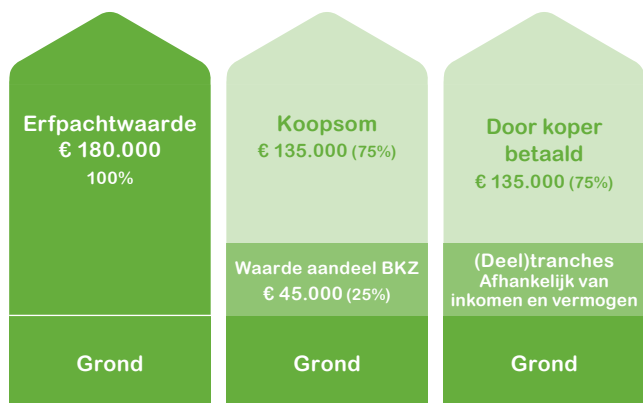 Erfpachtwaarde
€ 180.000
100%
Grond
Koopsom
€ 135.000 (75%)
Waarde aandeel BKZ
€ 45.000 (25%)
Grond
Door koper
betaald
€ 135.000 (75%)
(Deel)tranches
Afhankelijk van
inkomen en vermogen
Grond